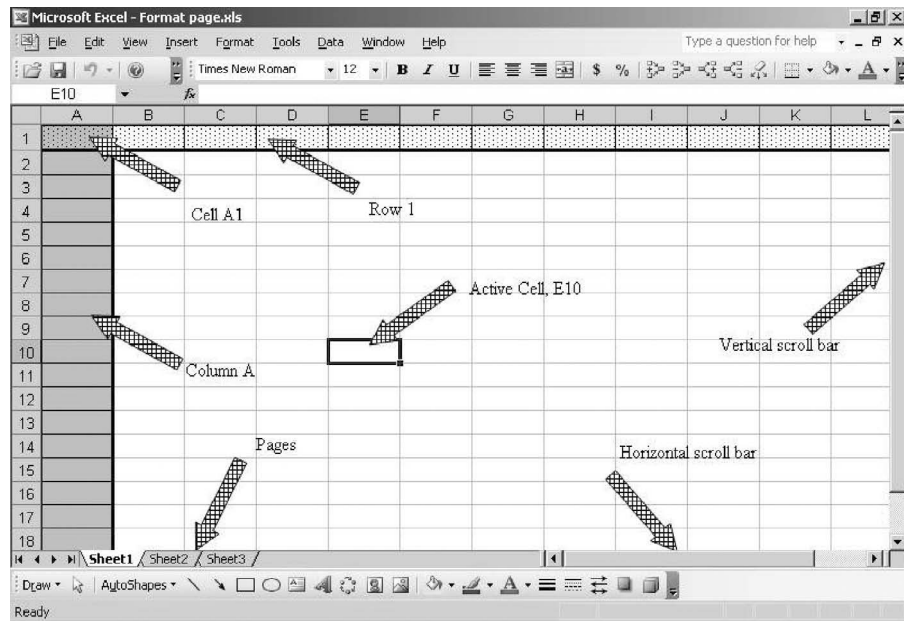 Microsoft Excel - Format page.xls
File Edit View Insert Format Tools Data Window Help Type a question for help
Times New Roman 12 B I U $ %
E10 fx
A B C D E F G H I J K L
1
2
3
4 Cell A1 Row 1
5
6
7 Active Cell, E10
8
9
10 Vertical scroll bar
11 Column A
12
13
14 Pages Horizontal scroll bar
15
16
17
18
Sheet1 Sheet2 Sheet3
Draw AutoShapes A A
Ready